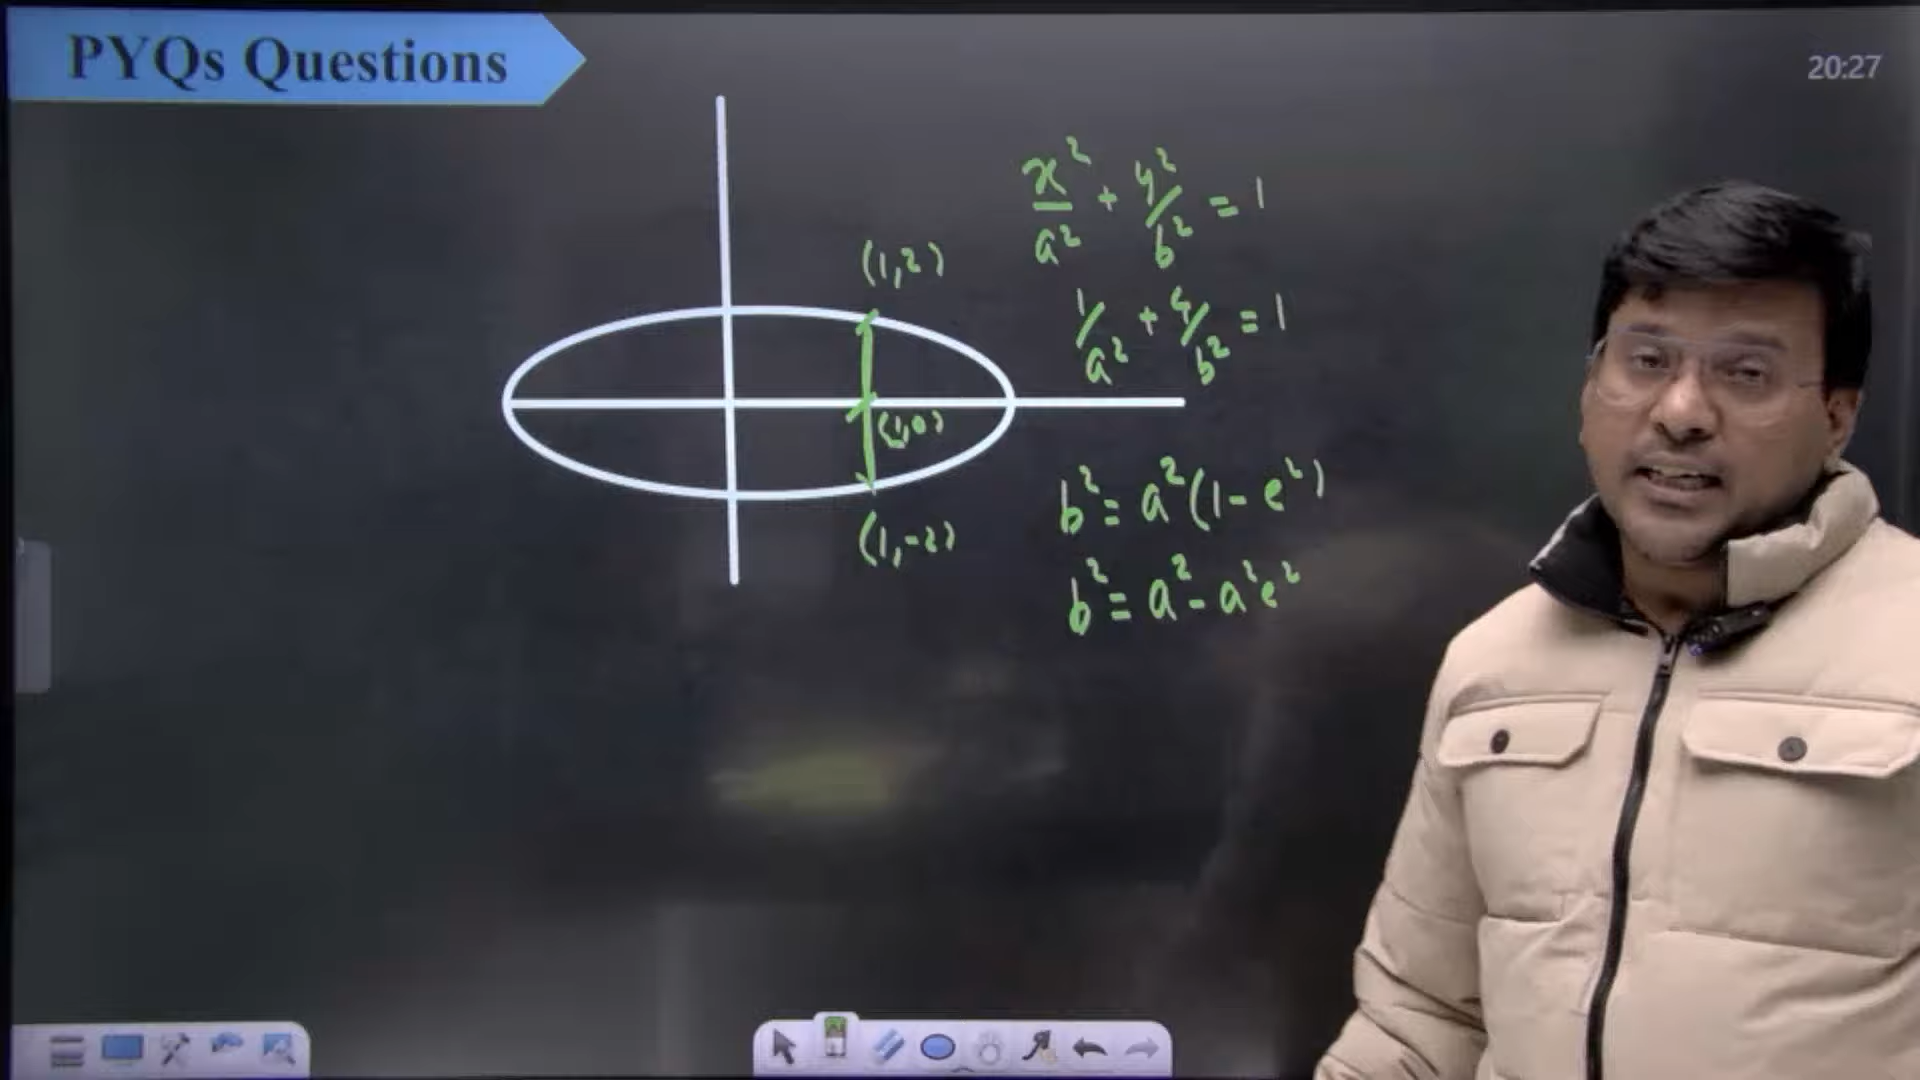 PYQs Questions
20:27
x²/a² + y²/b² = 1
(1,2)
1/a² + 4/b² = 1
(1,0)
b² = a²(1-e²)
(1,-2)
b² = a² - a²e²